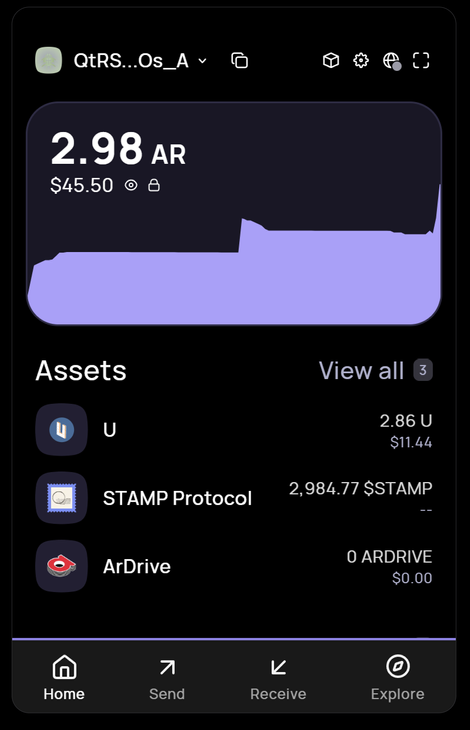 QtRS...Os_A
2.98 AR
$45.50
Assets View all 3
U 2.86 U
$11.44
STAMP Protocol 2,984.77 $STAMP
--
ArDrive 0 ARDRIVE
$0.00
Home Send Receive Explore